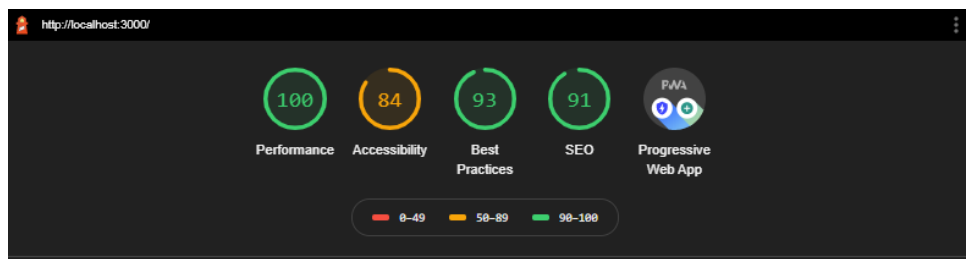 http://localhost:3000/
100
84
93
91
PWA
Performance
Accessibility
Best
Practices
SEO
Progressive
Web App
0–49
50–89
90–100